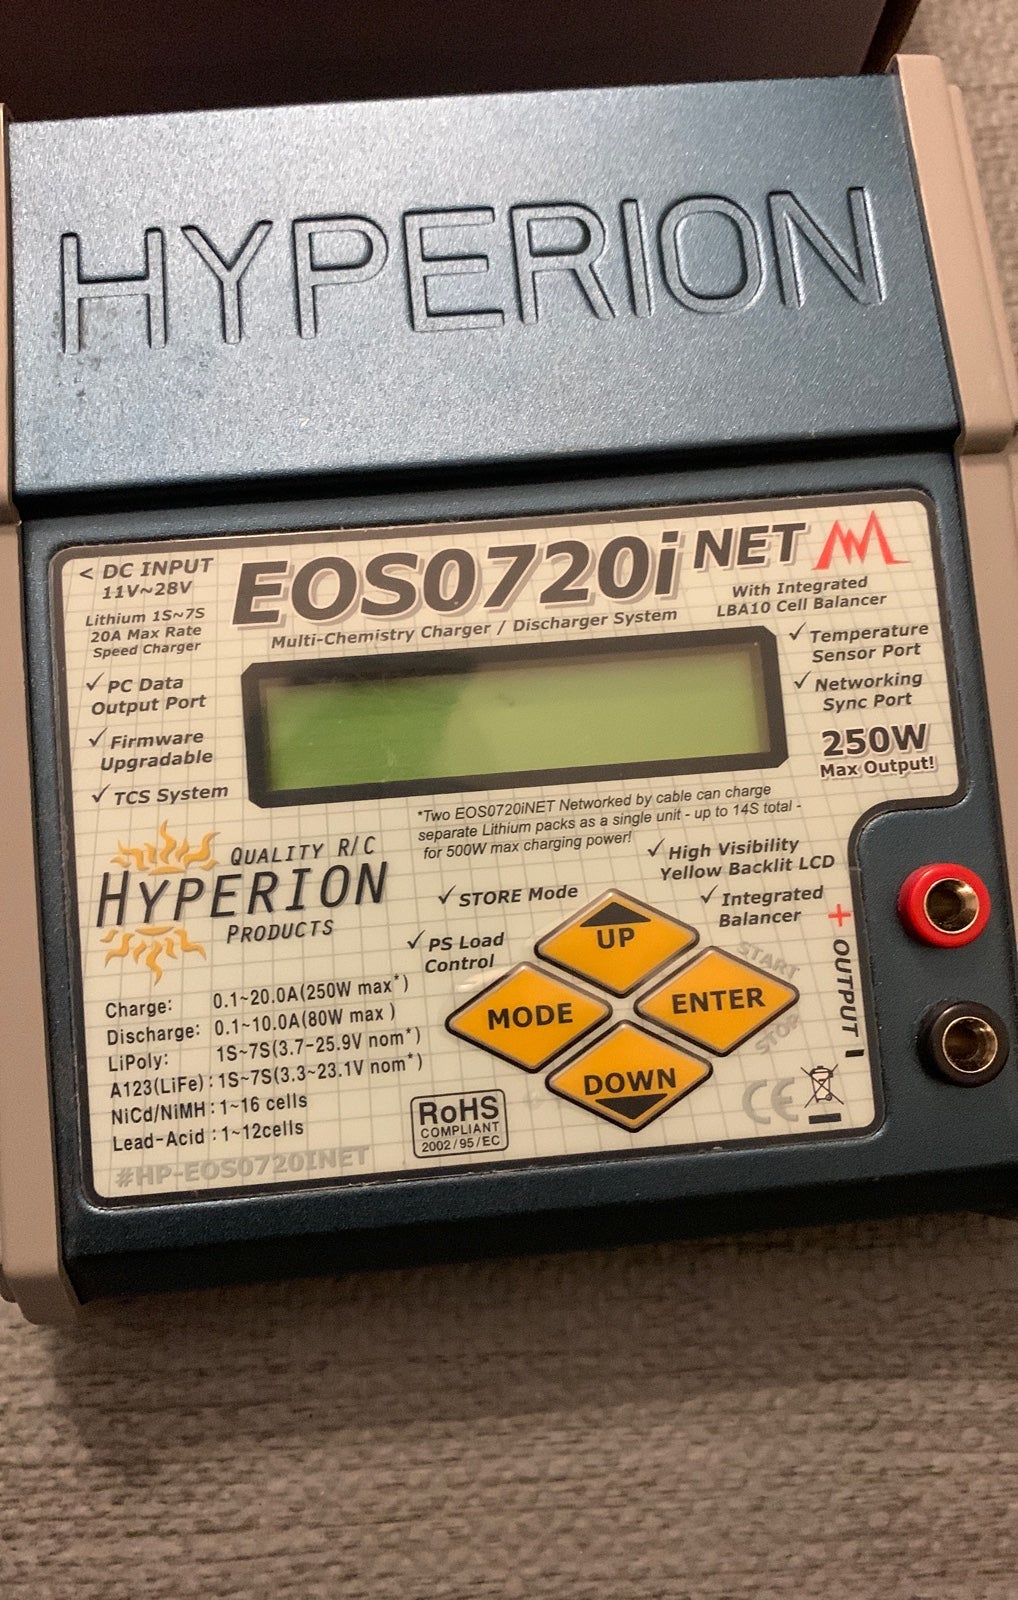 HYPERION
< DC INPUT
11V~28V
EOS0720i NET
With Integrated
LBA10 Cell Balancer
Multi-Chemistry Charger / Discharger System
Lithium 1S~7S
20A Max Rate
Speed Charger
✓ PC Data
Output Port
✓ Firmware
Upgradable
✓ TCS System
✓ Temperature
Sensor Port
✓ Networking
Sync Port
250W
Max Output!
*Two EOS0720iNET Networked by cable can charge
separate Lithium packs as a single unit - up to 14S total -
for 500W max charging power!
QUALITY R/C
HYPERION
PRODUCTS
✓ High Visibility
Yellow Backlit LCD
✓ STORE Mode
✓ Integrated
Balancer
✓ PS Load
Control
UP
MODE
ENTER
DOWN
START
STOP
+ OUTPUT -
Charge: 0.1~20.0A(250W max*)
Discharge: 0.1~10.0A(80W max )
LiPoly: 1S~7S(3.7-25.9V nom*)
A123(LiFe): 1S~7S(3.3~23.1V nom*)
NiCd/NiMH: 1~16 cells
Lead-Acid : 1~12cells
#HP-EOS0720INET
RoHS
COMPLIANT
2002/95/EC
CE